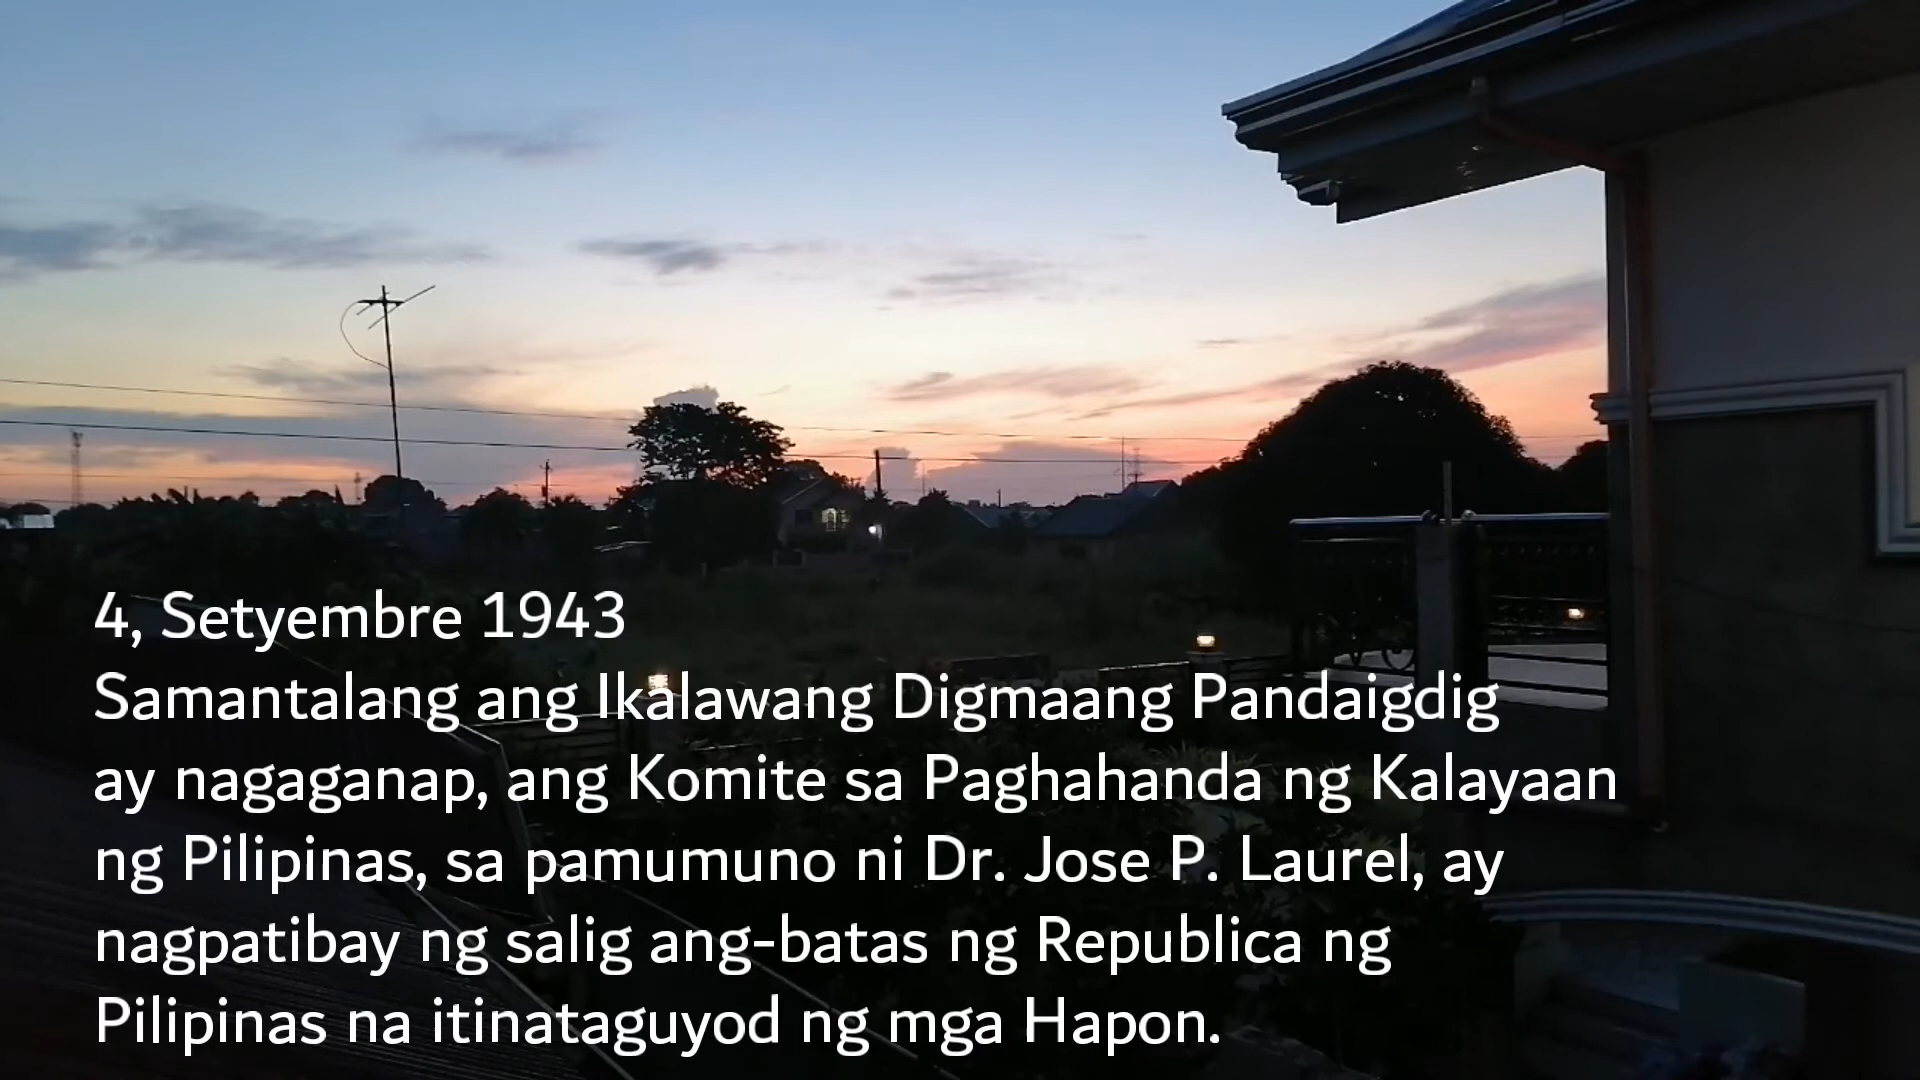 4, Setyembre 1943
Samantalang ang Ikalawang Digmaang Pandaigdig
ay nagaganap, ang Komite sa Paghahanda ng Kalayaan
ng Pilipinas, sa pamumuno ni Dr. Jose P. Laurel, ay
nagpatibay ng salig ang-batas ng Republica ng
Pilipinas na itinataguyod ng mga Hapon.